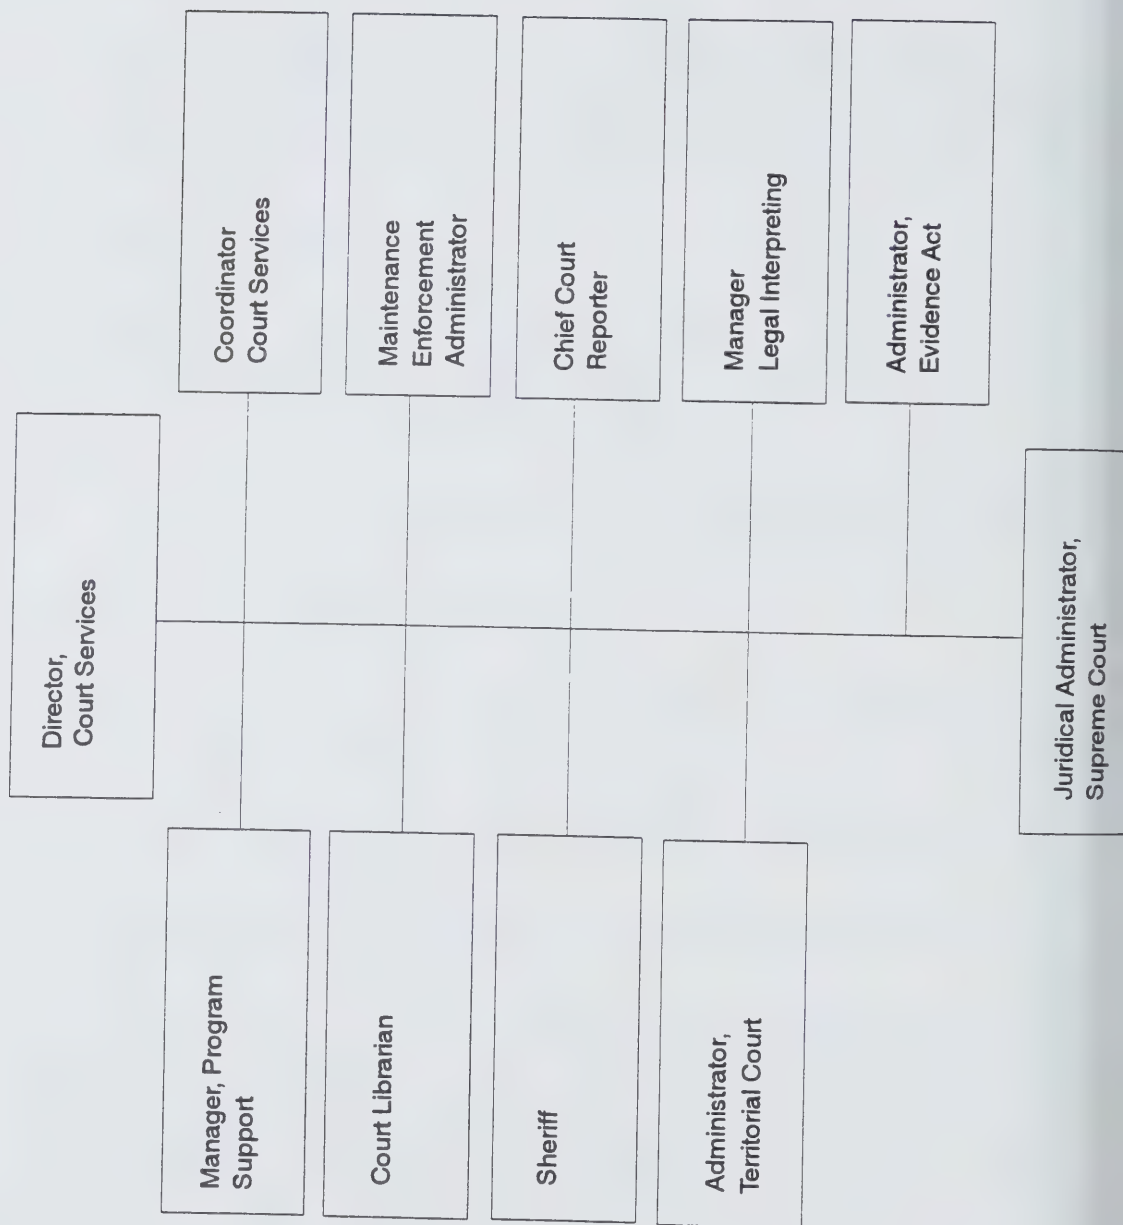 Director,
Court Services
Manager, Program
Support
Coordinator
Court Services
Court Librarian
Maintenance
Enforcement
Administrator
Sheriff
Chief Court
Reporter
Administrator,
Territorial Court
Manager
Legal Interpreting
Administrator,
Evidence Act
Juridical Administrator,
Supreme Court